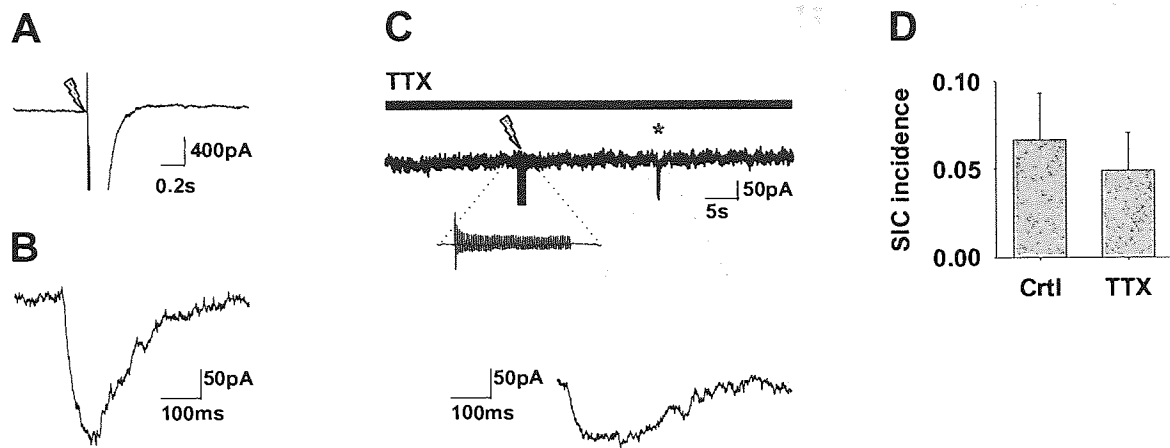 A
400pA
0.2s
B
50pA
100ms
C
TTX
*
50pA
5s
50pA
100ms
D
SIC incidence
0.10
0.05
0.00
Crtl
TTX